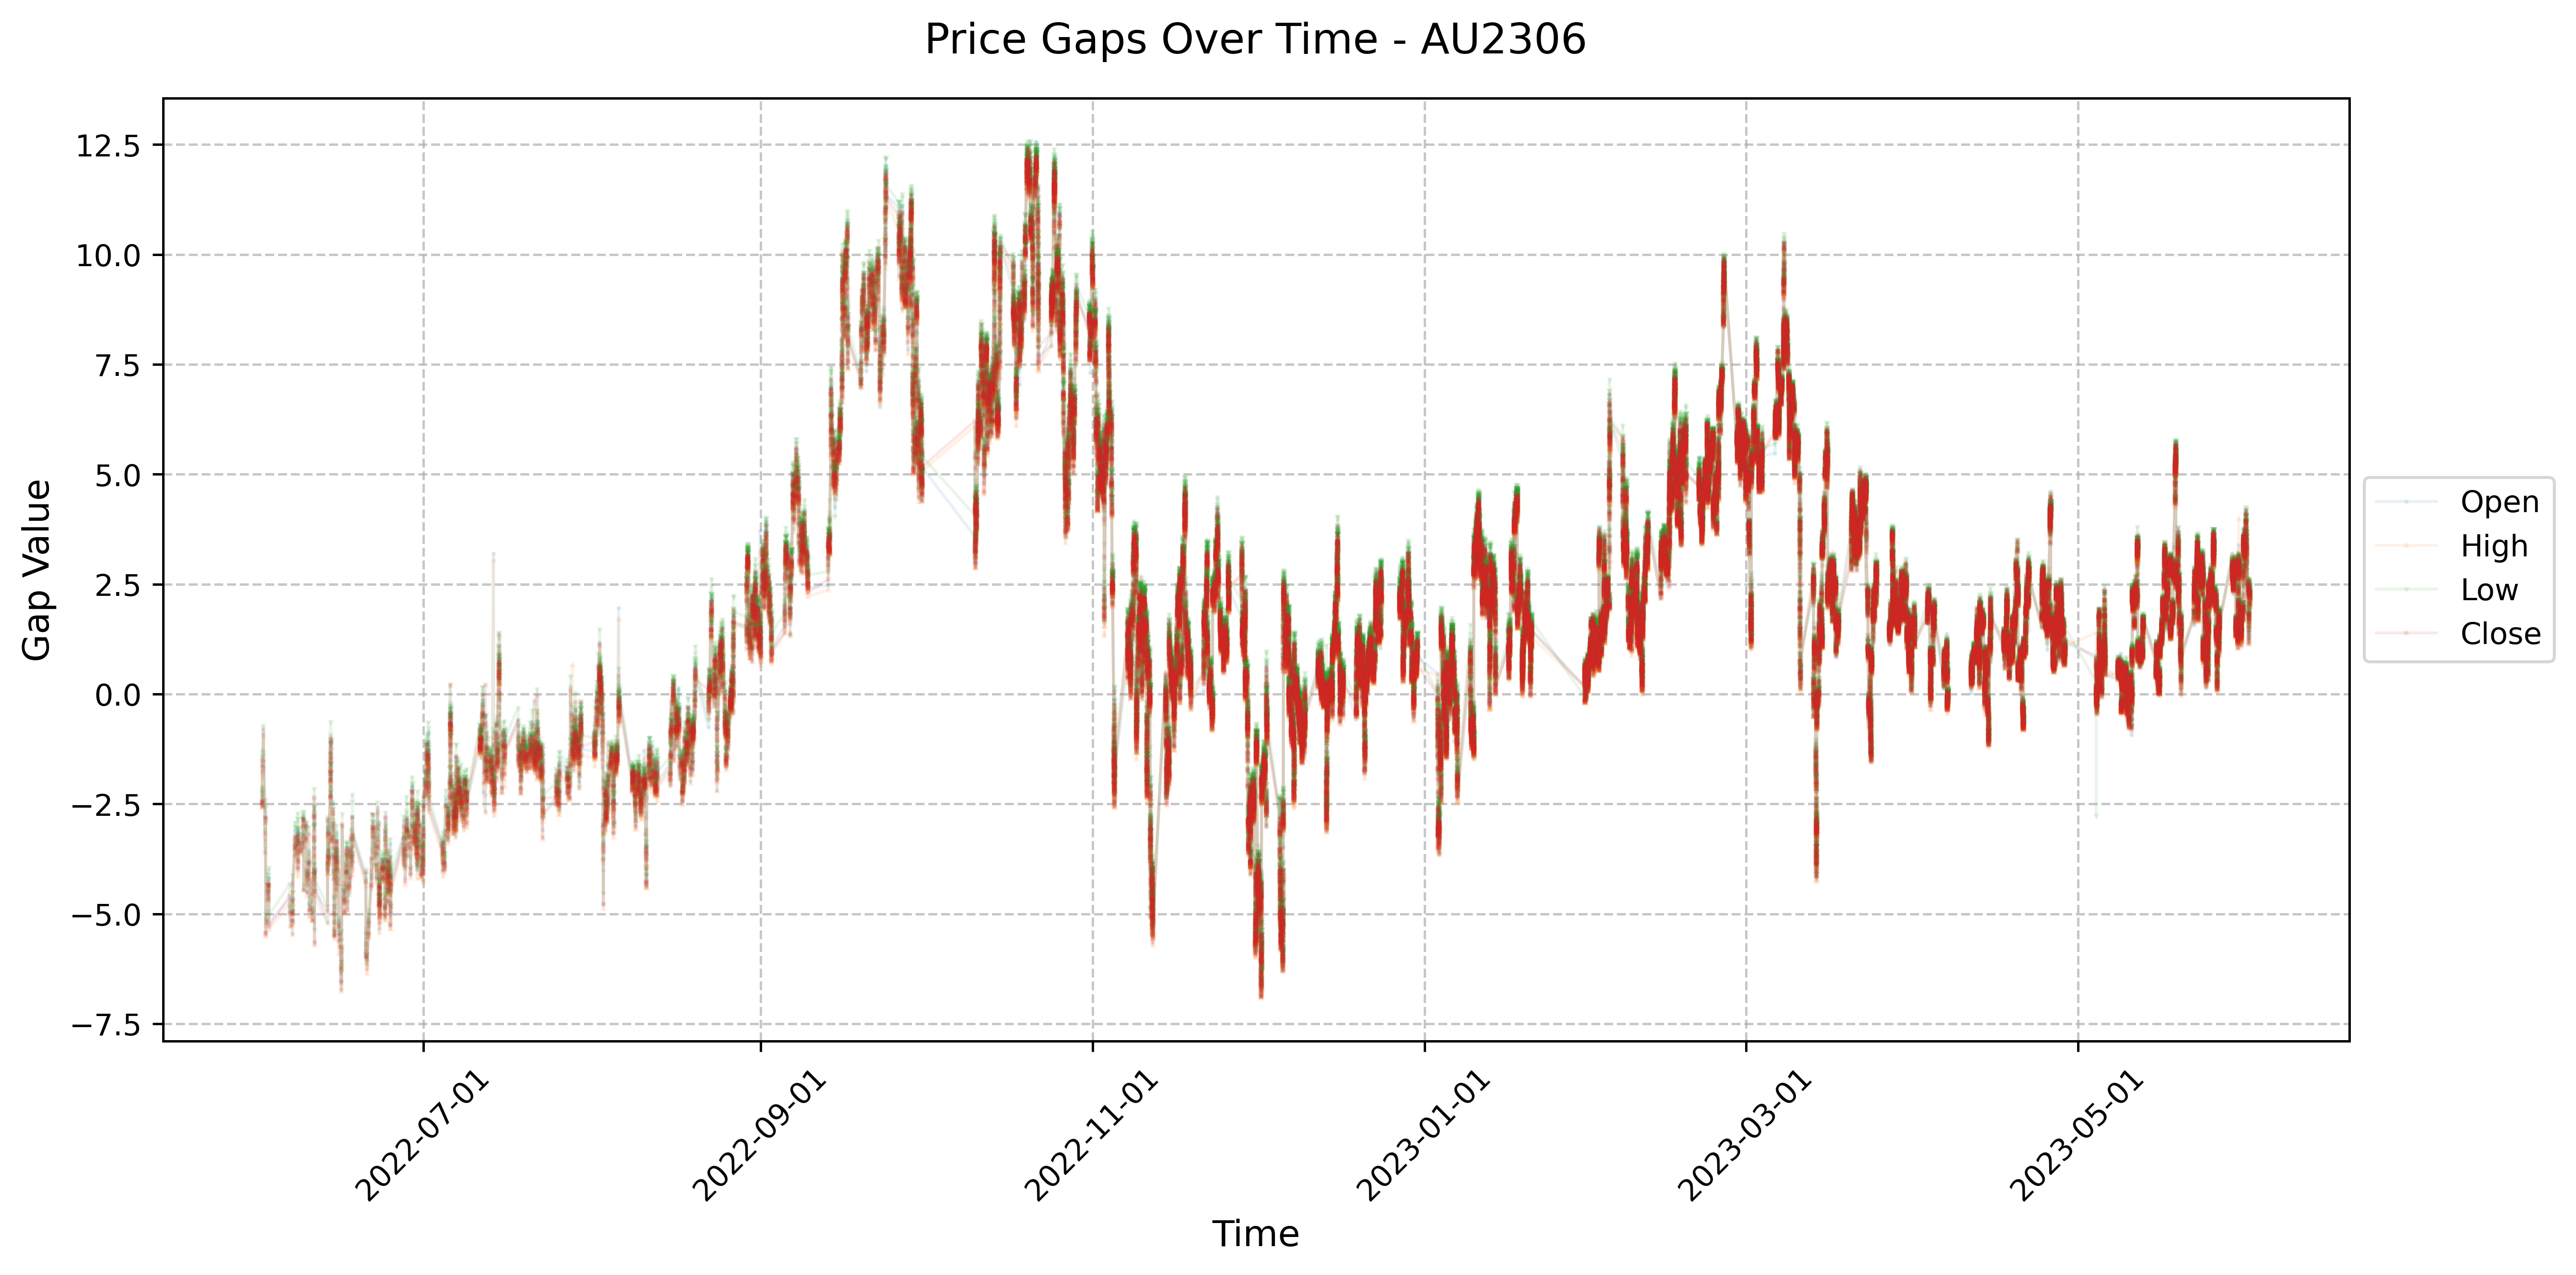 Price Gaps Over Time - AU2306
Gap Value
12.5
10.0
7.5
5.0
2.5
0.0
−2.5
−5.0
−7.5
2022-07-01
2022-09-01
2022-11-01
2023-01-01
2023-03-01
2023-05-01
Time
Open
High
Low
Close